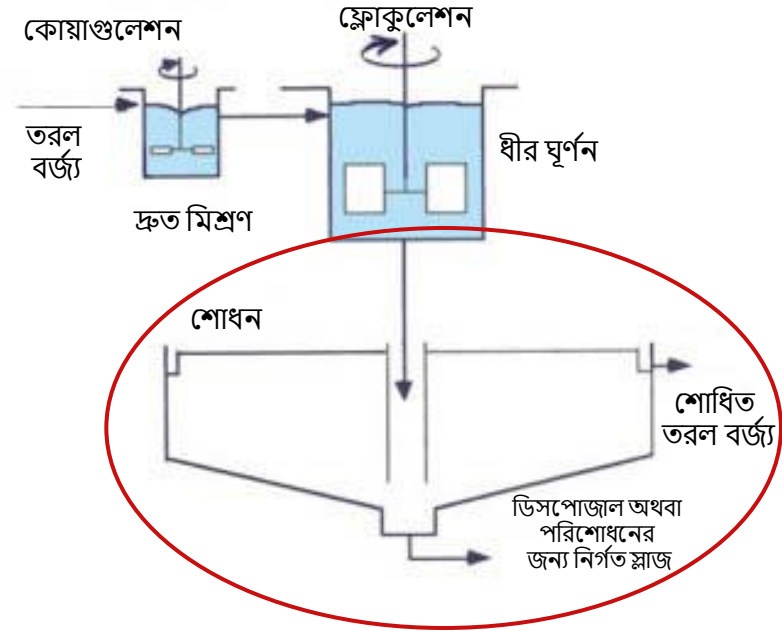 কোয়াগুলেশন
ফ্লোকুলেশন
তরল
বর্জ্য
ধীর ঘূর্ণন
দ্রুত মিশ্রণ
শোধন
শোধিত
তরল বর্জ্য
ডিসপোজাল অথবা
পরিশোধনের
জন্য নির্গত স্লাজ